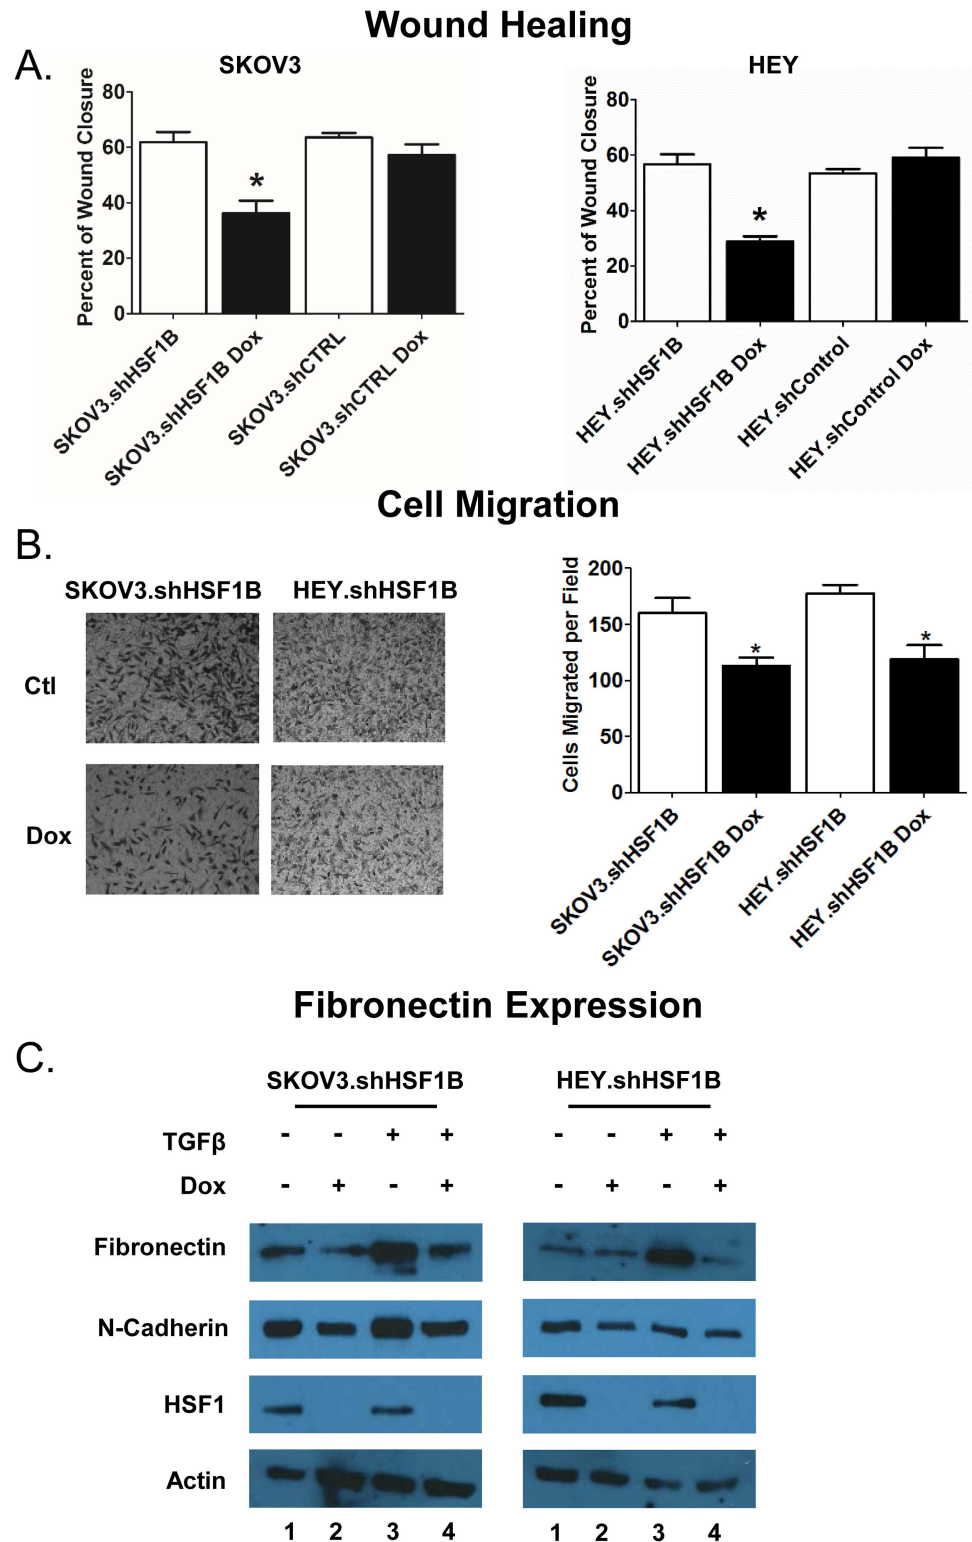 Wound Healing
A.
SKOV3
HEY
Percent of Wound Closure
80
60
40
20
0
SKOV3.shHSF1B
SKOV3.shHSF1B Dox
SKOV3.shCTRL
SKOV3.shCTRL Dox
Percent of Wound Closure
80
60
40
20
0
HEY.shHSF1B
HEY.shHSF1B Dox
HEY.shControl
HEY.shControl Dox
*
*
Cell Migration
B.
SKOV3.shHSF1B HEY.shHSF1B
Ctl
Dox
Cells Migrated per Field
200
150
100
50
0
*
*
SKOV3.shHSF1B
SKOV3.shHSF1B Dox
HEY.shHSF1B
HEY.shHSF1B Dox
Fibronectin Expression
C.
SKOV3.shHSF1B HEY.shHSF1B
TGFβ - - + + - - + +
Dox - + - + - + - +
Fibronectin
N-Cadherin
HSF1
Actin
1 2 3 4 1 2 3 4